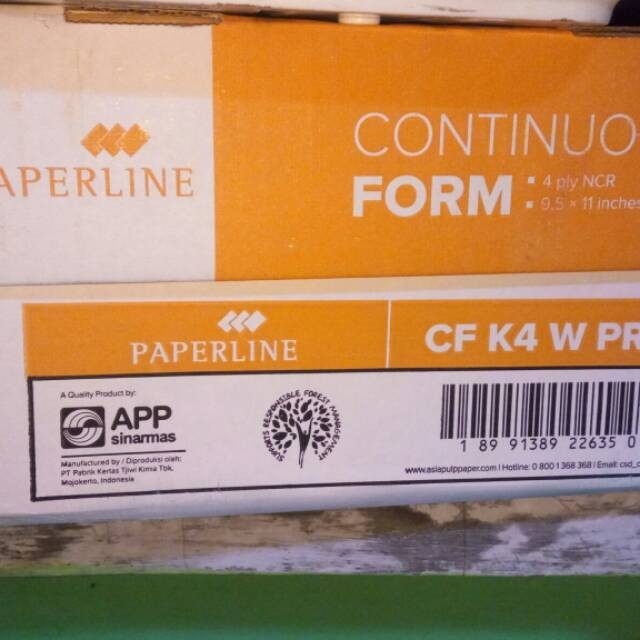 APERLINE
CONTINUO
FORM
4 ply NCR
9.5 × 11 inches
PAPERLINE
CF K4 W PR
A Quality Product by:
APP
sinarmas
Manufactured by / Diproduksi oleh:
PT Pabrik Kertas Tjiwi Kimia Tbk.
Mojokerto, Indonesia
SUPPORTS RESPONSIBLE FOREST MANAGEMENT
1 89 91389 22635 0
www.asiapulppaper.com | Hotline: 0 800 1 368 368 | Email: csd_c